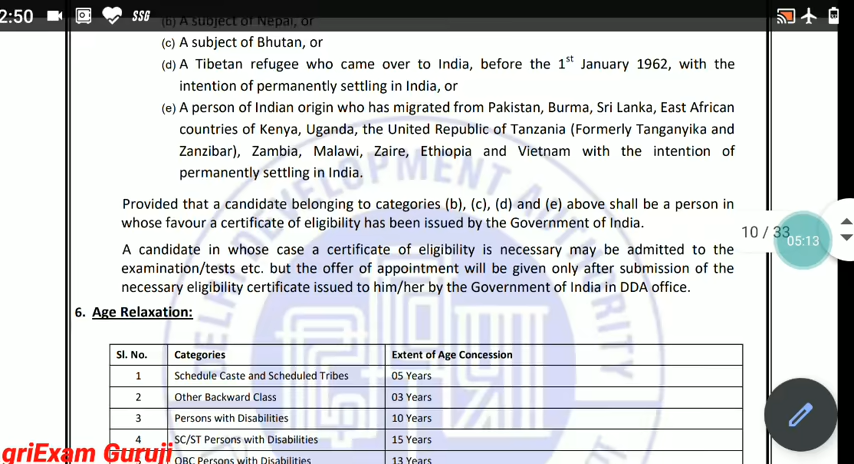 2:50 SSG
(b) A subject of Nepal, or
(c) A subject of Bhutan, or
(d) A Tibetan refugee who came over to India, before the 1st January 1962, with the
intention of permanently settling in India, or
(e) A person of Indian origin who has migrated from Pakistan, Burma, Sri Lanka, East African
countries of Kenya, Uganda, the United Republic of Tanzania (Formerly Tanganyika and
Zanzibar), Zambia, Malawi, Zaire, Ethiopia and Vietnam with the intention of
permanently settling in India.
Provided that a candidate belonging to categories (b), (c), (d) and (e) above shall be a person in
whose favour a certificate of eligibility has been issued by the Government of India.
10 / 33
05:13
A candidate in whose case a certificate of eligibility is necessary may be admitted to the
examination/tests etc. but the offer of appointment will be given only after submission of the
necessary eligibility certificate issued to him/her by the Government of India in DDA office.
6. Age Relaxation:
Sl. No. Categories Extent of Age Concession
1 Schedule Caste and Scheduled Tribes 05 Years
2 Other Backward Class 03 Years
3 Persons with Disabilities 10 Years
4 SC/ST Persons with Disabilities 15 Years
OBC Persons with Disabilities 13 Years
griExam Guruji
DELHI DEVELOPMENT AUTHORITY